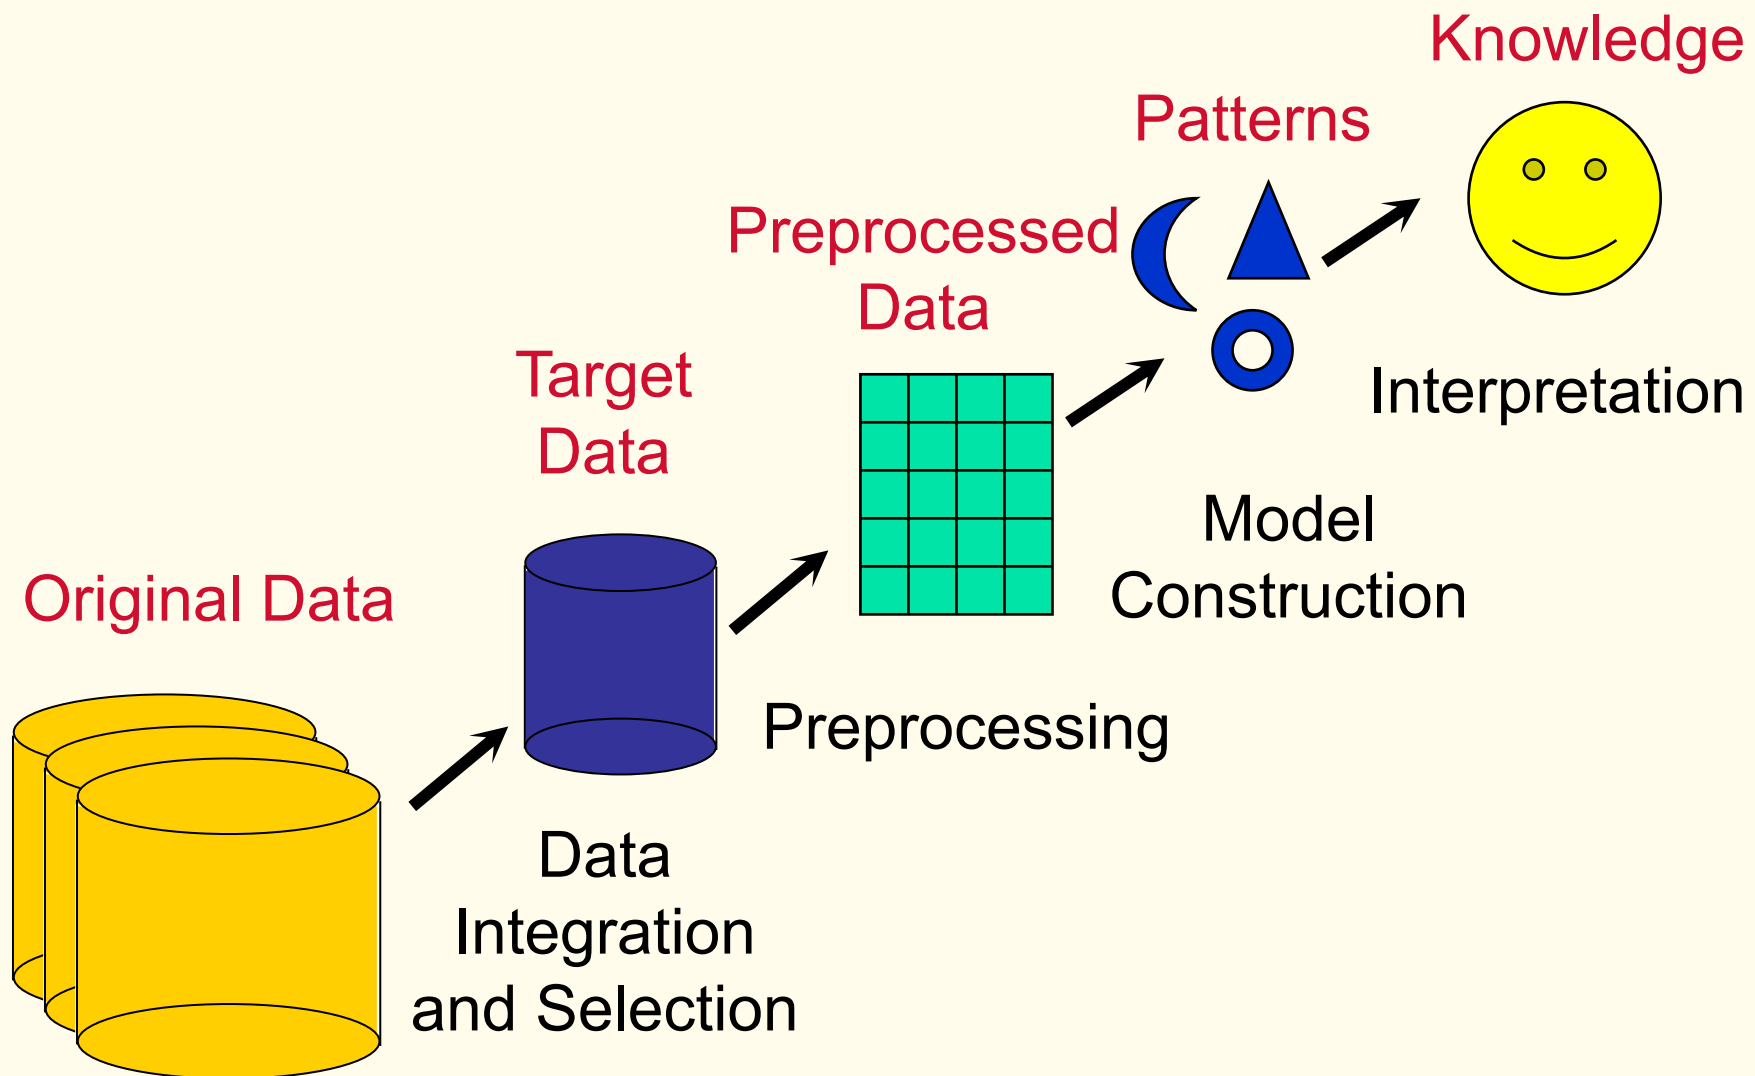 Knowledge
Patterns
Preprocessed
Data
Target
Data
Interpretation
Model
Construction
Original Data
Preprocessing
Data
Integration
and Selection